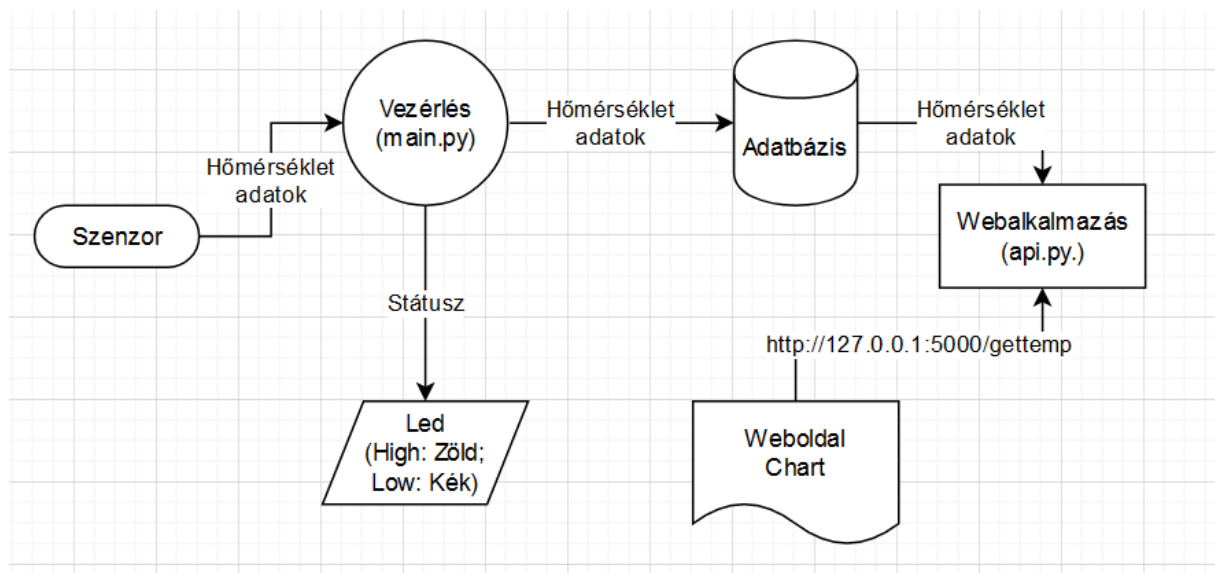 Szenzor
Hőmérséklet
adatok
Vezérlés
(main.py)
Hőmérséklet
adatok
Adatbázis
Hőmérséklet
adatok
Webalkalmazás
(api.py.)
Státusz
Led
(High: Zöld;
Low: Kék)
http://127.0.0.1:5000/gettemp
Weboldal
Chart